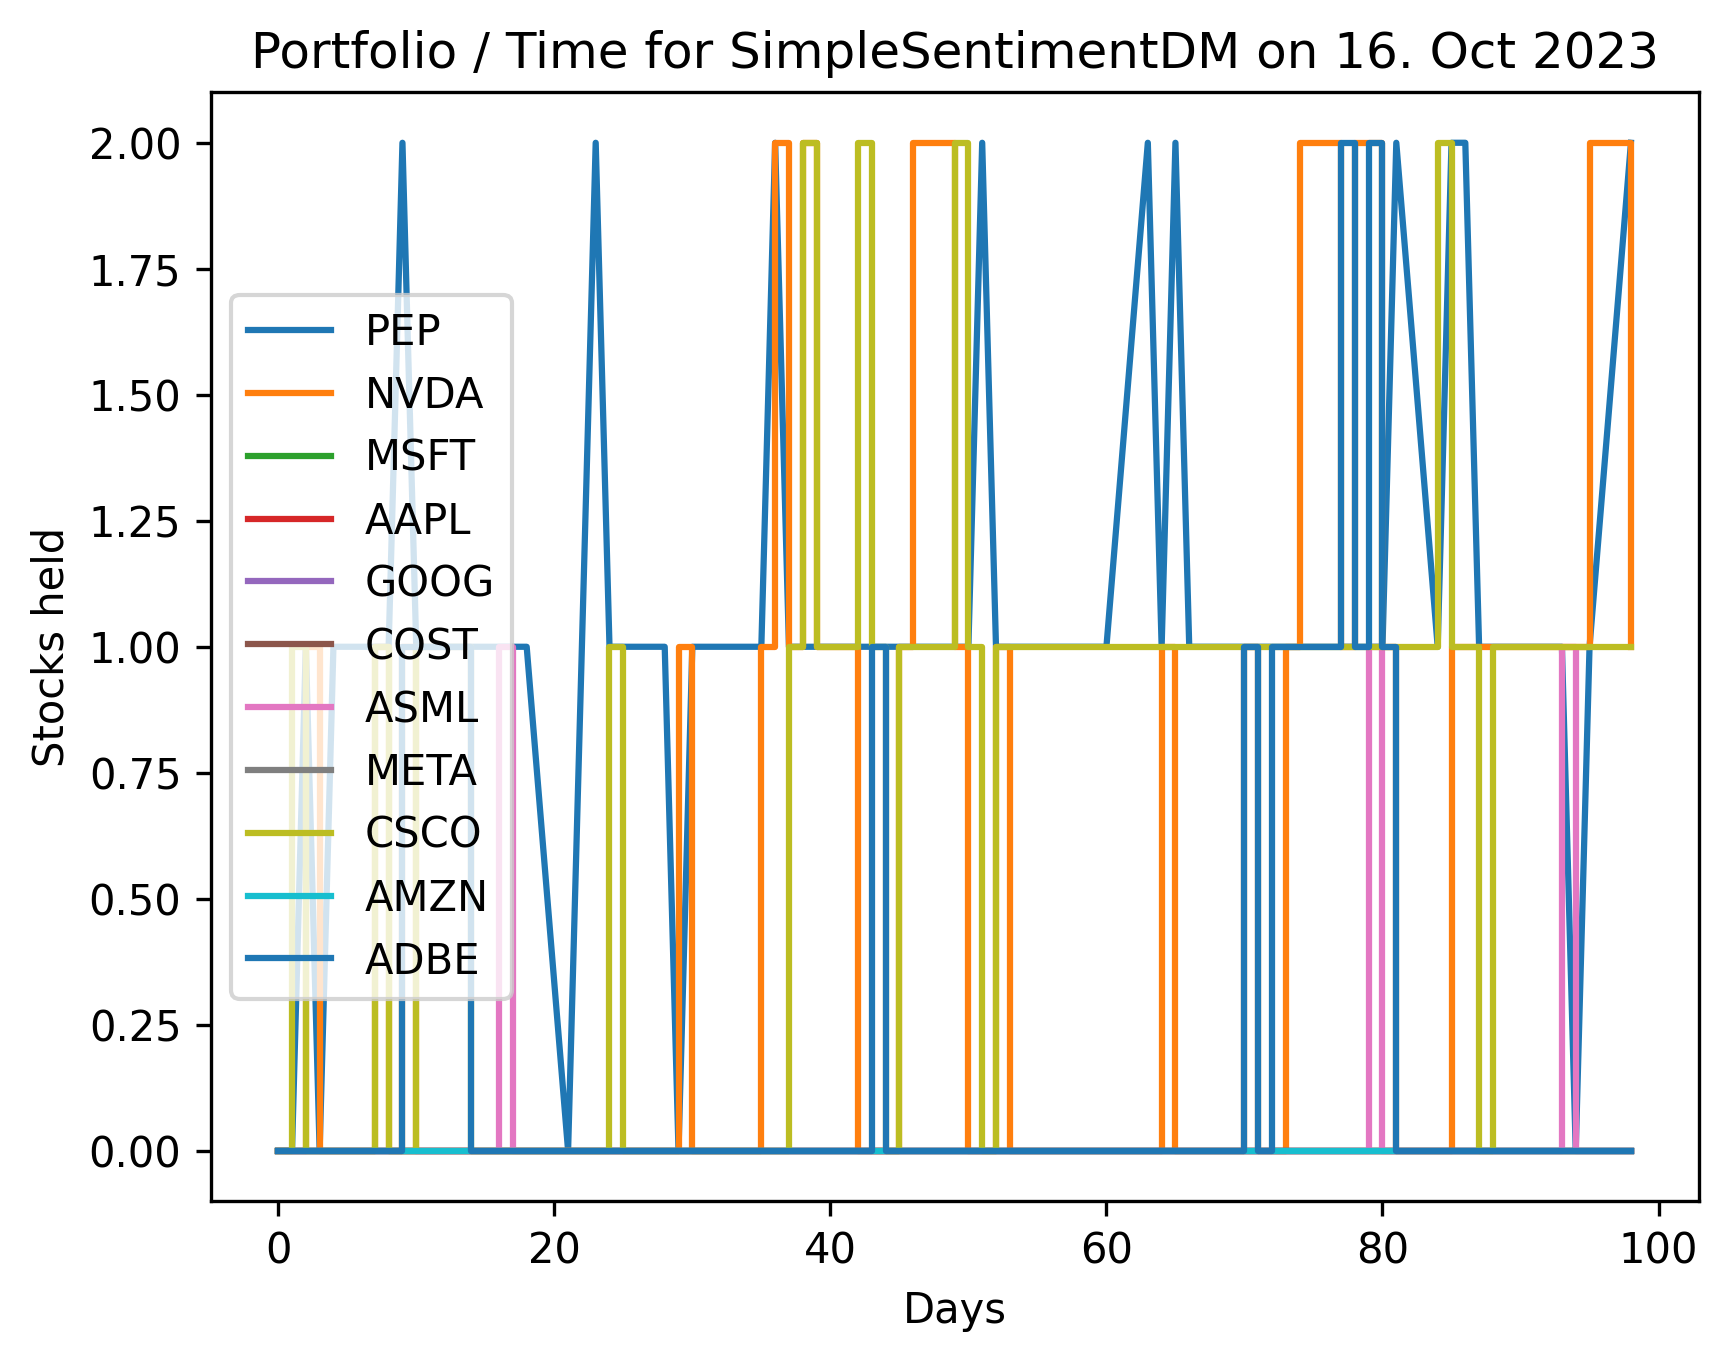 Portfolio / Time for SimpleSentimentDM on 16. Oct 2023
2.00
1.75
1.50
1.25
1.00
0.75
0.50
0.25
0.00
Stocks held
PEP
NVDA
MSFT
AAPL
GOOG
COST
ASML
META
CSCO
AMZN
ADBE
0 20 40 60 80 100
Days